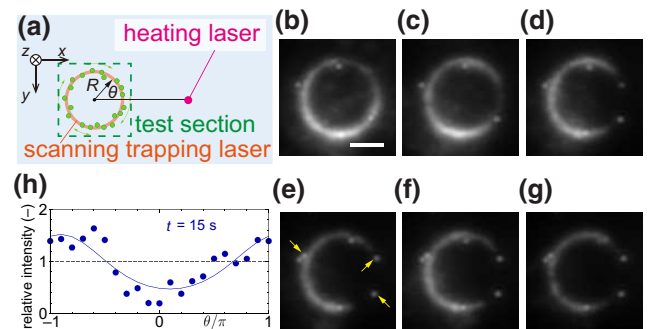 (a)
heating laser
z
x
y
R
θ
test section
scanning trapping laser
(b)
(c)
(d)
(h)
2
1
0
relative intensity (−)
t = 15 s
−1
0
θ/π
1
(e)
(f)
(g)